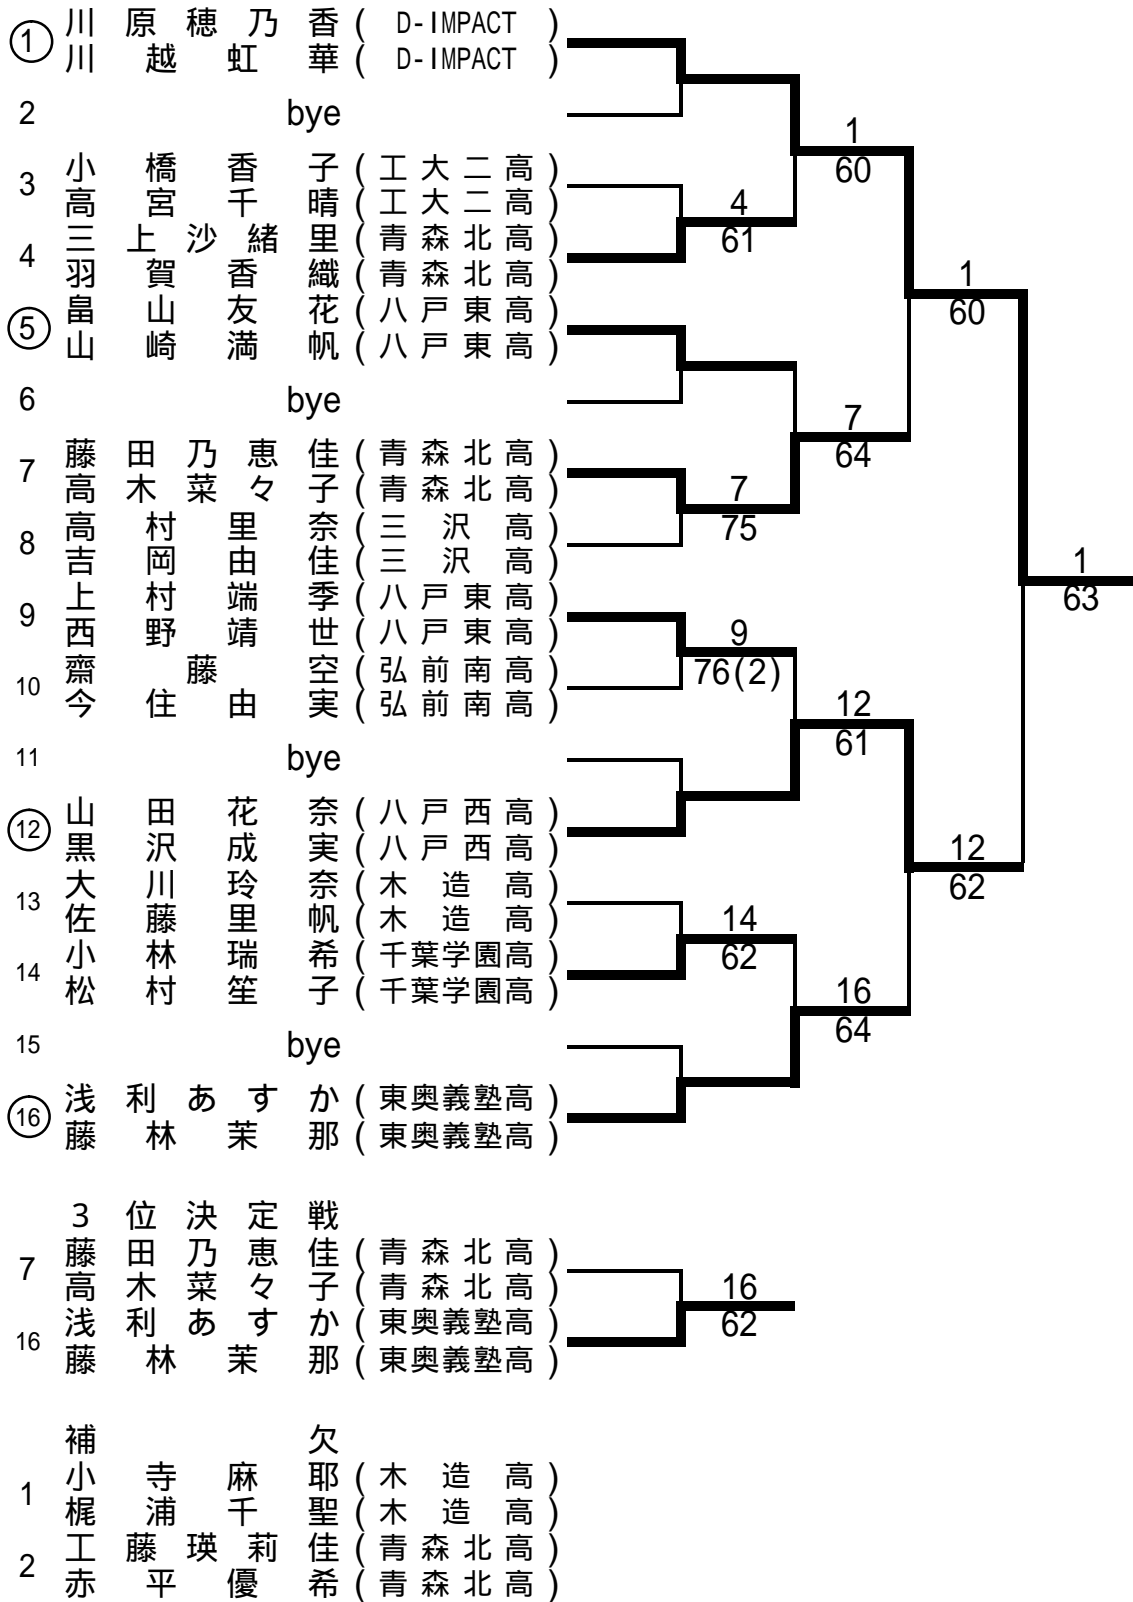 ① 川原穂乃香 ( D-IMPACT )
川越虹華 ( D-IMPACT )
2 bye
3 小橋香子 ( 工大二高 )
高宮千晴 ( 工大二高 )
4 三上沙緒里 ( 青森北高 )
羽賀香織 ( 青森北高 )
⑤ 畠山友花 ( 八戸東高 )
山崎満帆 ( 八戸東高 )
6 bye
7 藤田乃恵佳 ( 青森北高 )
高木菜々子 ( 青森北高 )
8 高村里奈 ( 三沢高 )
吉岡由佳 ( 三沢高 )
9 上村端季 ( 八戸東高 )
西野靖世 ( 八戸東高 )
10 齋藤空 ( 弘前南高 )
今住由実 ( 弘前南高 )
11 bye
⑫ 山田花奈 ( 八戸西高 )
黒沢成実 ( 八戸西高 )
13 大川玲奈 ( 木造高 )
佐藤里帆 ( 木造高 )
14 小林瑞希 ( 千葉学園高 )
松村笙子 ( 千葉学園高 )
15 bye
⑯ 浅利あすか ( 東奥義塾高 )
藤林茉那 ( 東奥義塾高 )
4
61
7
75
9
76(2)
14
62
1
60
7
64
12
61
16
64
1
60
12
62
1
63
3位決定戦
7 藤田乃恵佳 ( 青森北高 )
高木菜々子 ( 青森北高 )
16 浅利あすか ( 東奥義塾高 )
藤林茉那 ( 東奥義塾高 )
16
62
補欠
1 小寺麻耶 ( 木造高 )
梶浦千聖 ( 木造高 )
2 工藤瑛莉佳 ( 青森北高 )
赤平優希 ( 青森北高 )